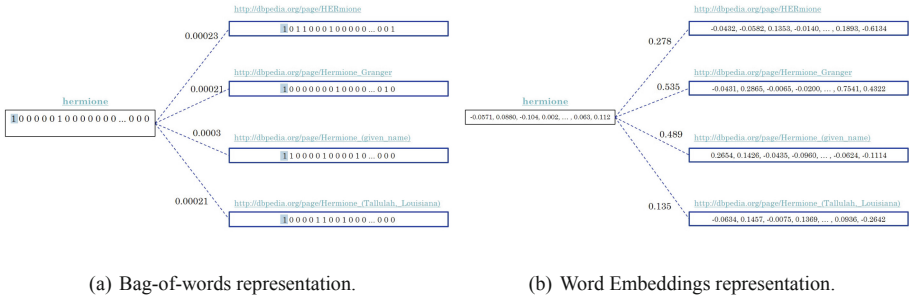 http://dbpedia.org/page/HERmione
1 0 1 1 0 0 0 1 0 0 0 0 0 ... 0 0 1
0.00023
http://dbpedia.org/page/Hermione_Granger
1 0 0 0 0 0 0 0 1 0 0 0 0 ... 0 1 0
0.00021
hermione
1 0 0 0 0 0 1 0 0 0 0 0 0 0 ... 0 0 0
http://dbpedia.org/page/Hermione_(given_name)
1 1 0 0 0 0 1 0 0 0 0 1 0 ... 0 0 0
0.0003
http://dbpedia.org/page/Hermione_(Tallulah,_Louisiana)
1 0 0 0 0 1 1 0 0 1 0 0 0 ... 0 0 0
0.00021
(a) Bag-of-words representation.
http://dbpedia.org/page/HERmione
-0.0432, -0.0582, 0.1353, -0.0140, ... , 0.1893, -0.6134
0.278
http://dbpedia.org/page/Hermione_Granger
-0.0431, 0.2865, -0.0065, -0.0200, ... , 0.7541, 0.4322
0.535
hermione
-0.0571, 0.0880, -0.104, 0.002, ... , 0.063, 0.112
http://dbpedia.org/page/Hermione_(given_name)
0.2654, 0.1426, -0.0435, -0.0960, ... , -0.0624, -0.1114
0.489
http://dbpedia.org/page/Hermione_(Tallulah,_Louisiana)
-0.0634, 0.1457, -0.0075, 0.1369, ... , 0.0936, -0.2642
0.135
(b) Word Embeddings representation.